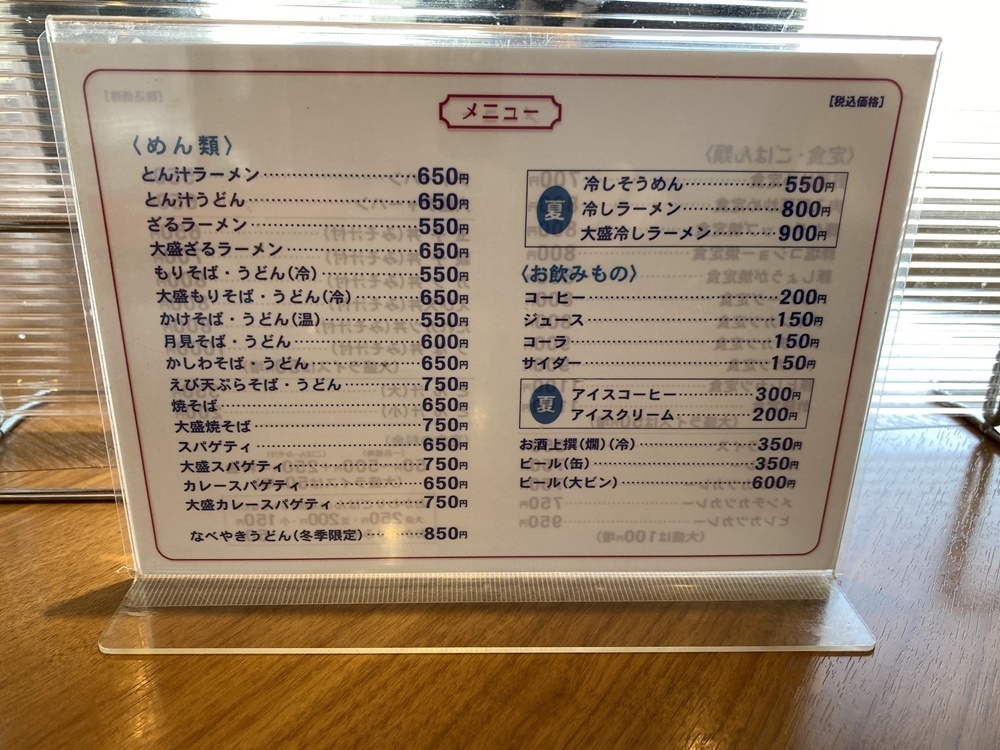 メニュー
[税込価格]
〈めん類〉
とん汁ラーメン……………650円
とん汁うどん………………650円
ざるラーメン………………550円
大盛ざるラーメン…………650円
もりそば・うどん(冷)……550円
大盛もりそば・うどん(冷)…650円
かけそば・うどん(温)……550円
月見そば・うどん…………600円
かしわそば・うどん………650円
えび天ぷらそば・うどん…750円
焼そば………………………650円
大盛焼そば…………………750円
スパゲティ…………………650円
大盛スパゲティ……………750円
カレースパゲティ…………650円
大盛カレースパゲティ……750円
なべやきうどん(冬季限定)…850円
夏
冷しそうめん………………550円
冷しラーメン………………800円
大盛冷しラーメン…………900円
〈お飲みもの〉
コーヒー……………………200円
ジュース……………………150円
コーラ………………………150円
サイダー……………………150円
夏
アイスコーヒー……………300円
アイスクリーム……………200円
お酒上撰(燗)(冷)…………350円
ビール(缶)…………………350円
ビール(大ビン)……………600円